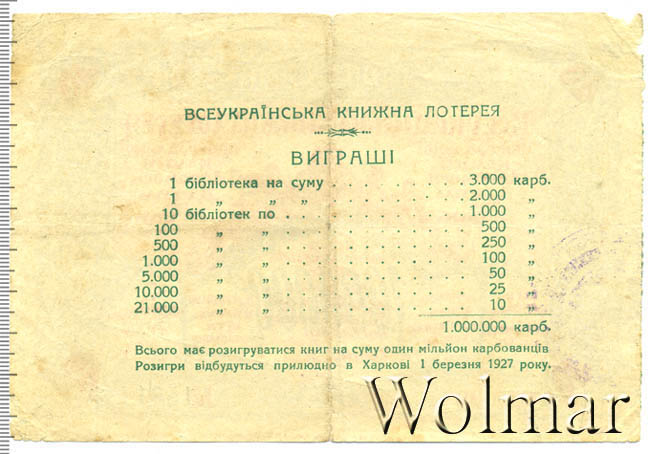 ВСЕУКРАЇНСЬКА КНИЖНА ЛОТЕРЕЯ
ВИГРАШІ
1 бібліотека на суму . . . . . . . . . . . 3.000 карб.
1 „ „ „ . . . . . . . . . . . 2.000 „
10 бібліотек по . . . . . . . . . . . . . . 1.000 „
100 „ „ . . . . . . . . . . . . . . 500 „
500 „ „ . . . . . . . . . . . . . . 250 „
1.000 „ „ . . . . . . . . . . . . . . 100 „
5.000 „ „ . . . . . . . . . . . . . . 50 „
10.000 „ „ . . . . . . . . . . . . . . 25 „
21.000 „ „ . . . . . . . . . . . . . . 10 „
1.000.000 карб.
Всього має розигруватися книг на суму один мільйон карбованців
Розигри відбудуться прилюдно в Харкові 1 березня 1927 року.
Wolmar